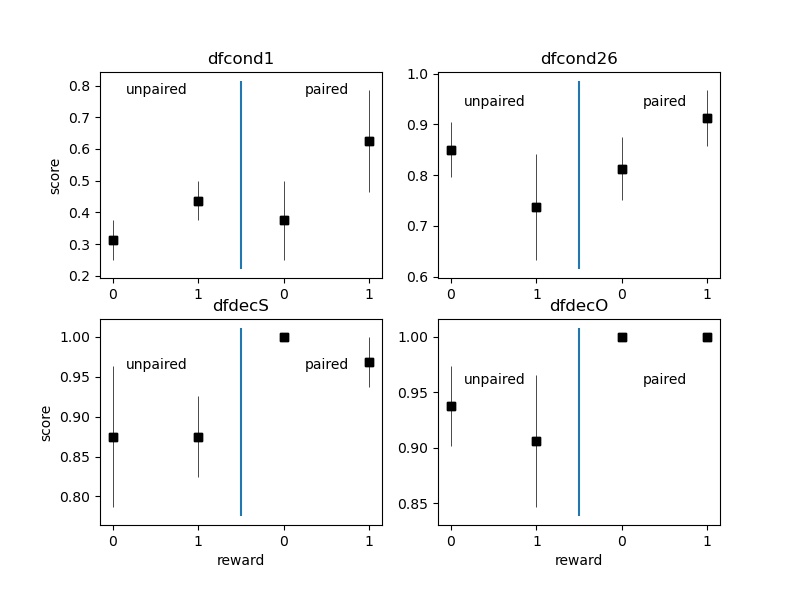 dfcond1
dfcond26
0.8
0.7
0.6
0.5
0.4
0.3
0.2
score
unpaired
paired
0
1
0
1
1.0
0.9
0.8
0.7
0.6
unpaired
paired
0
1
0
1
dfdecS
dfdecO
1.00
0.95
0.90
0.85
0.80
score
unpaired
paired
0
1
0
1
reward
1.00
0.95
0.90
0.85
unpaired
paired
0
1
0
1
reward